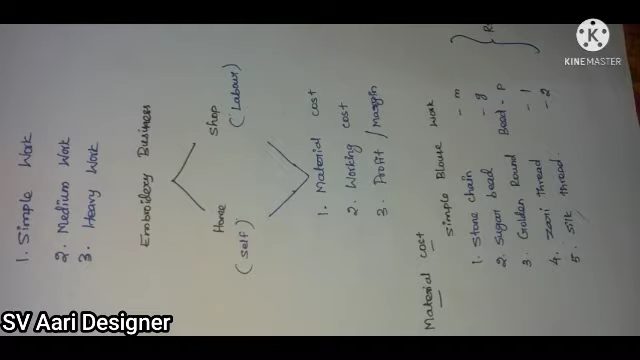 1. Simple Work
2. Medium Work
3. Heavy Work
Embroidery Business
Home
Shop
(Self)
(Labour)
1. Material cost
2. Working cost
3. Profit / Margin
Material cost
Simple Blouse Work
1. Stone chain - m
2. Sugar bead - g
3. Golden Round Bead - P
4. Zari thread - 1
5. Silk thread. - 2
KINEMASTER
SV Aari Designer